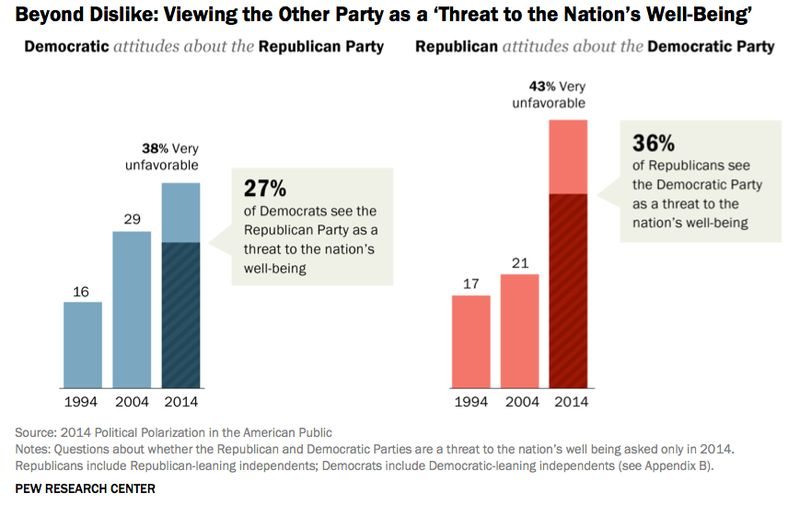 Beyond Dislike: Viewing the Other Party as a ‘Threat to the Nation’s Well-Being’
Democratic attitudes about the Republican Party
38% Very
unfavorable
29
16
27%
of Democrats see the
Republican Party as a
threat to the nation’s
well-being
1994 2004 2014
Republican attitudes about the Democratic Party
43% Very
unfavorable
21
17
36%
of Republicans see
the Democratic Party
as a threat to the
nation’s well-being
1994 2004 2014
Source: 2014 Political Polarization in the American Public
Notes: Questions about whether the Republican and Democratic Parties are a threat to the nation’s well being asked only in 2014.
Republicans include Republican-leaning independents; Democrats include Democratic-leaning independents (see Appendix B).
PEW RESEARCH CENTER